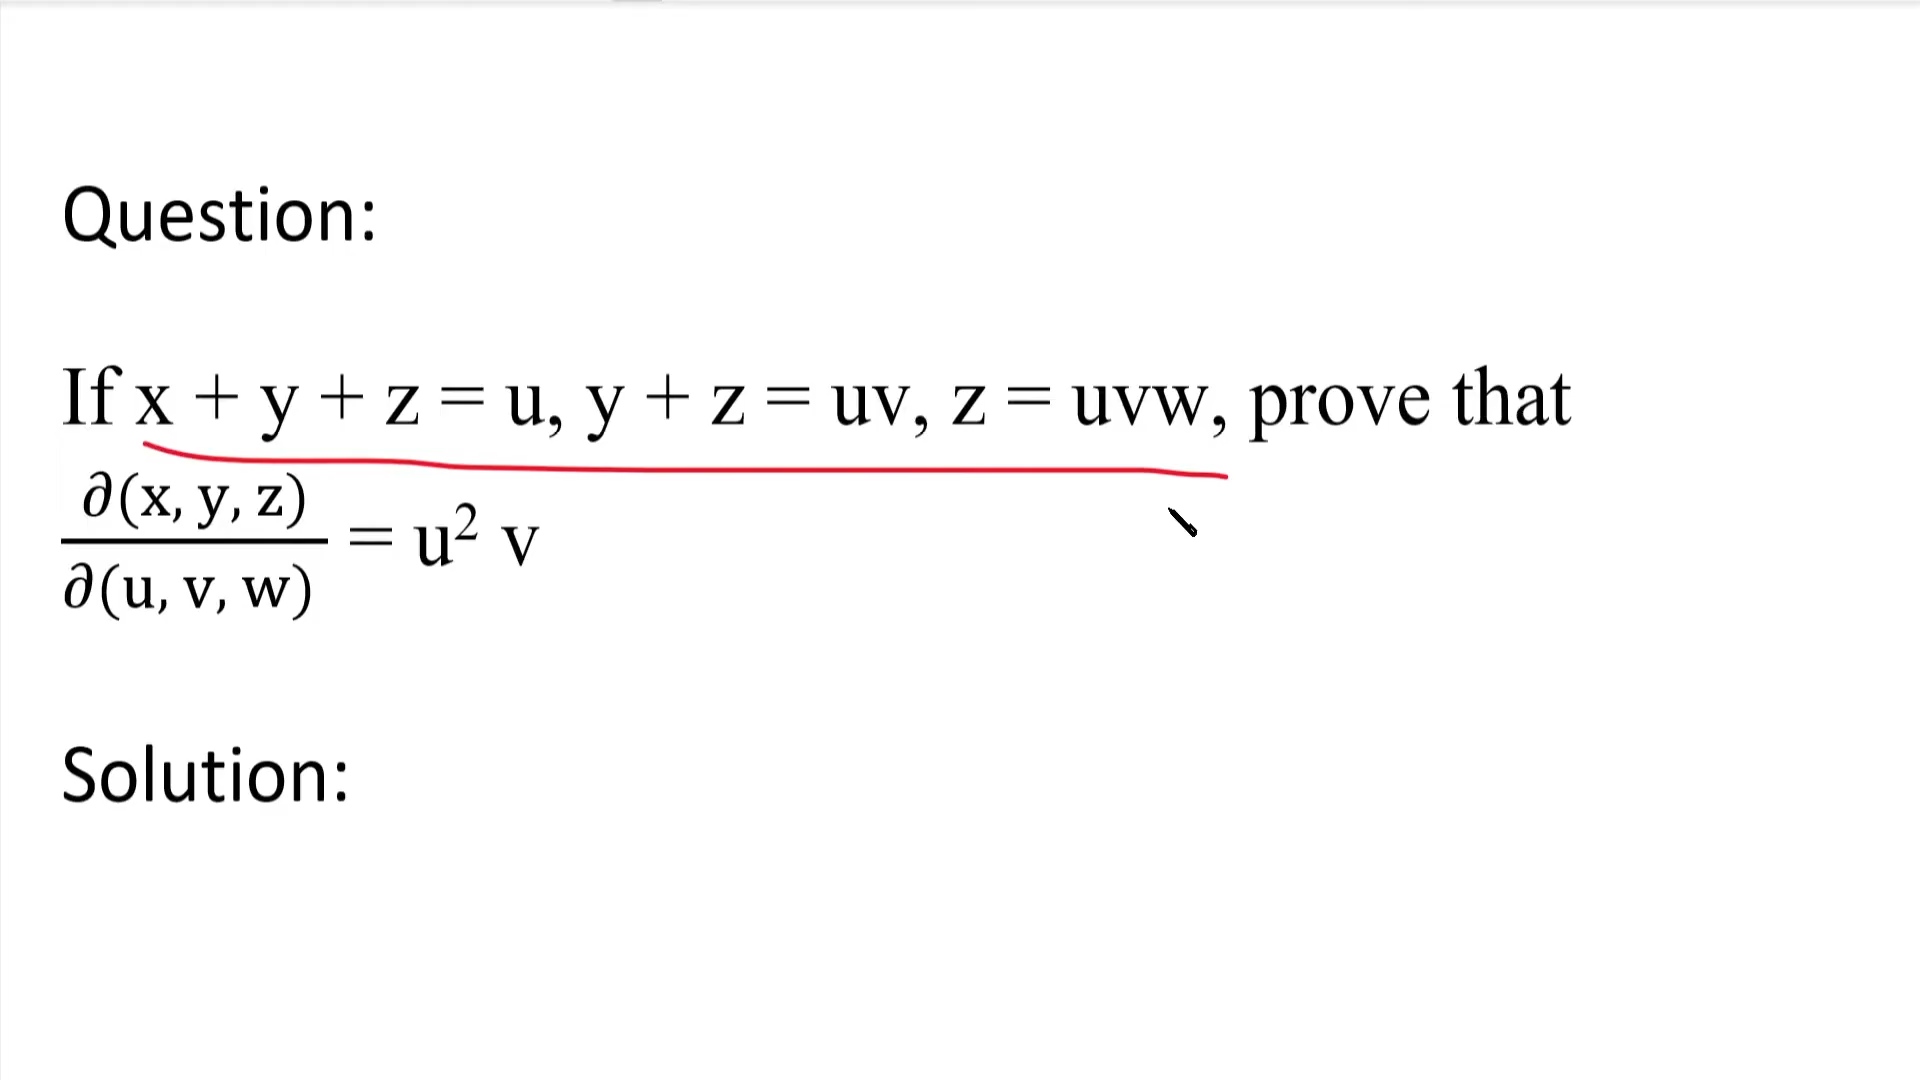 Question:
If x + y + z = u, y + z = uv, z = uvw, prove that
∂(x, y, z)
∂(u, v, w)
= u² v
Solution: